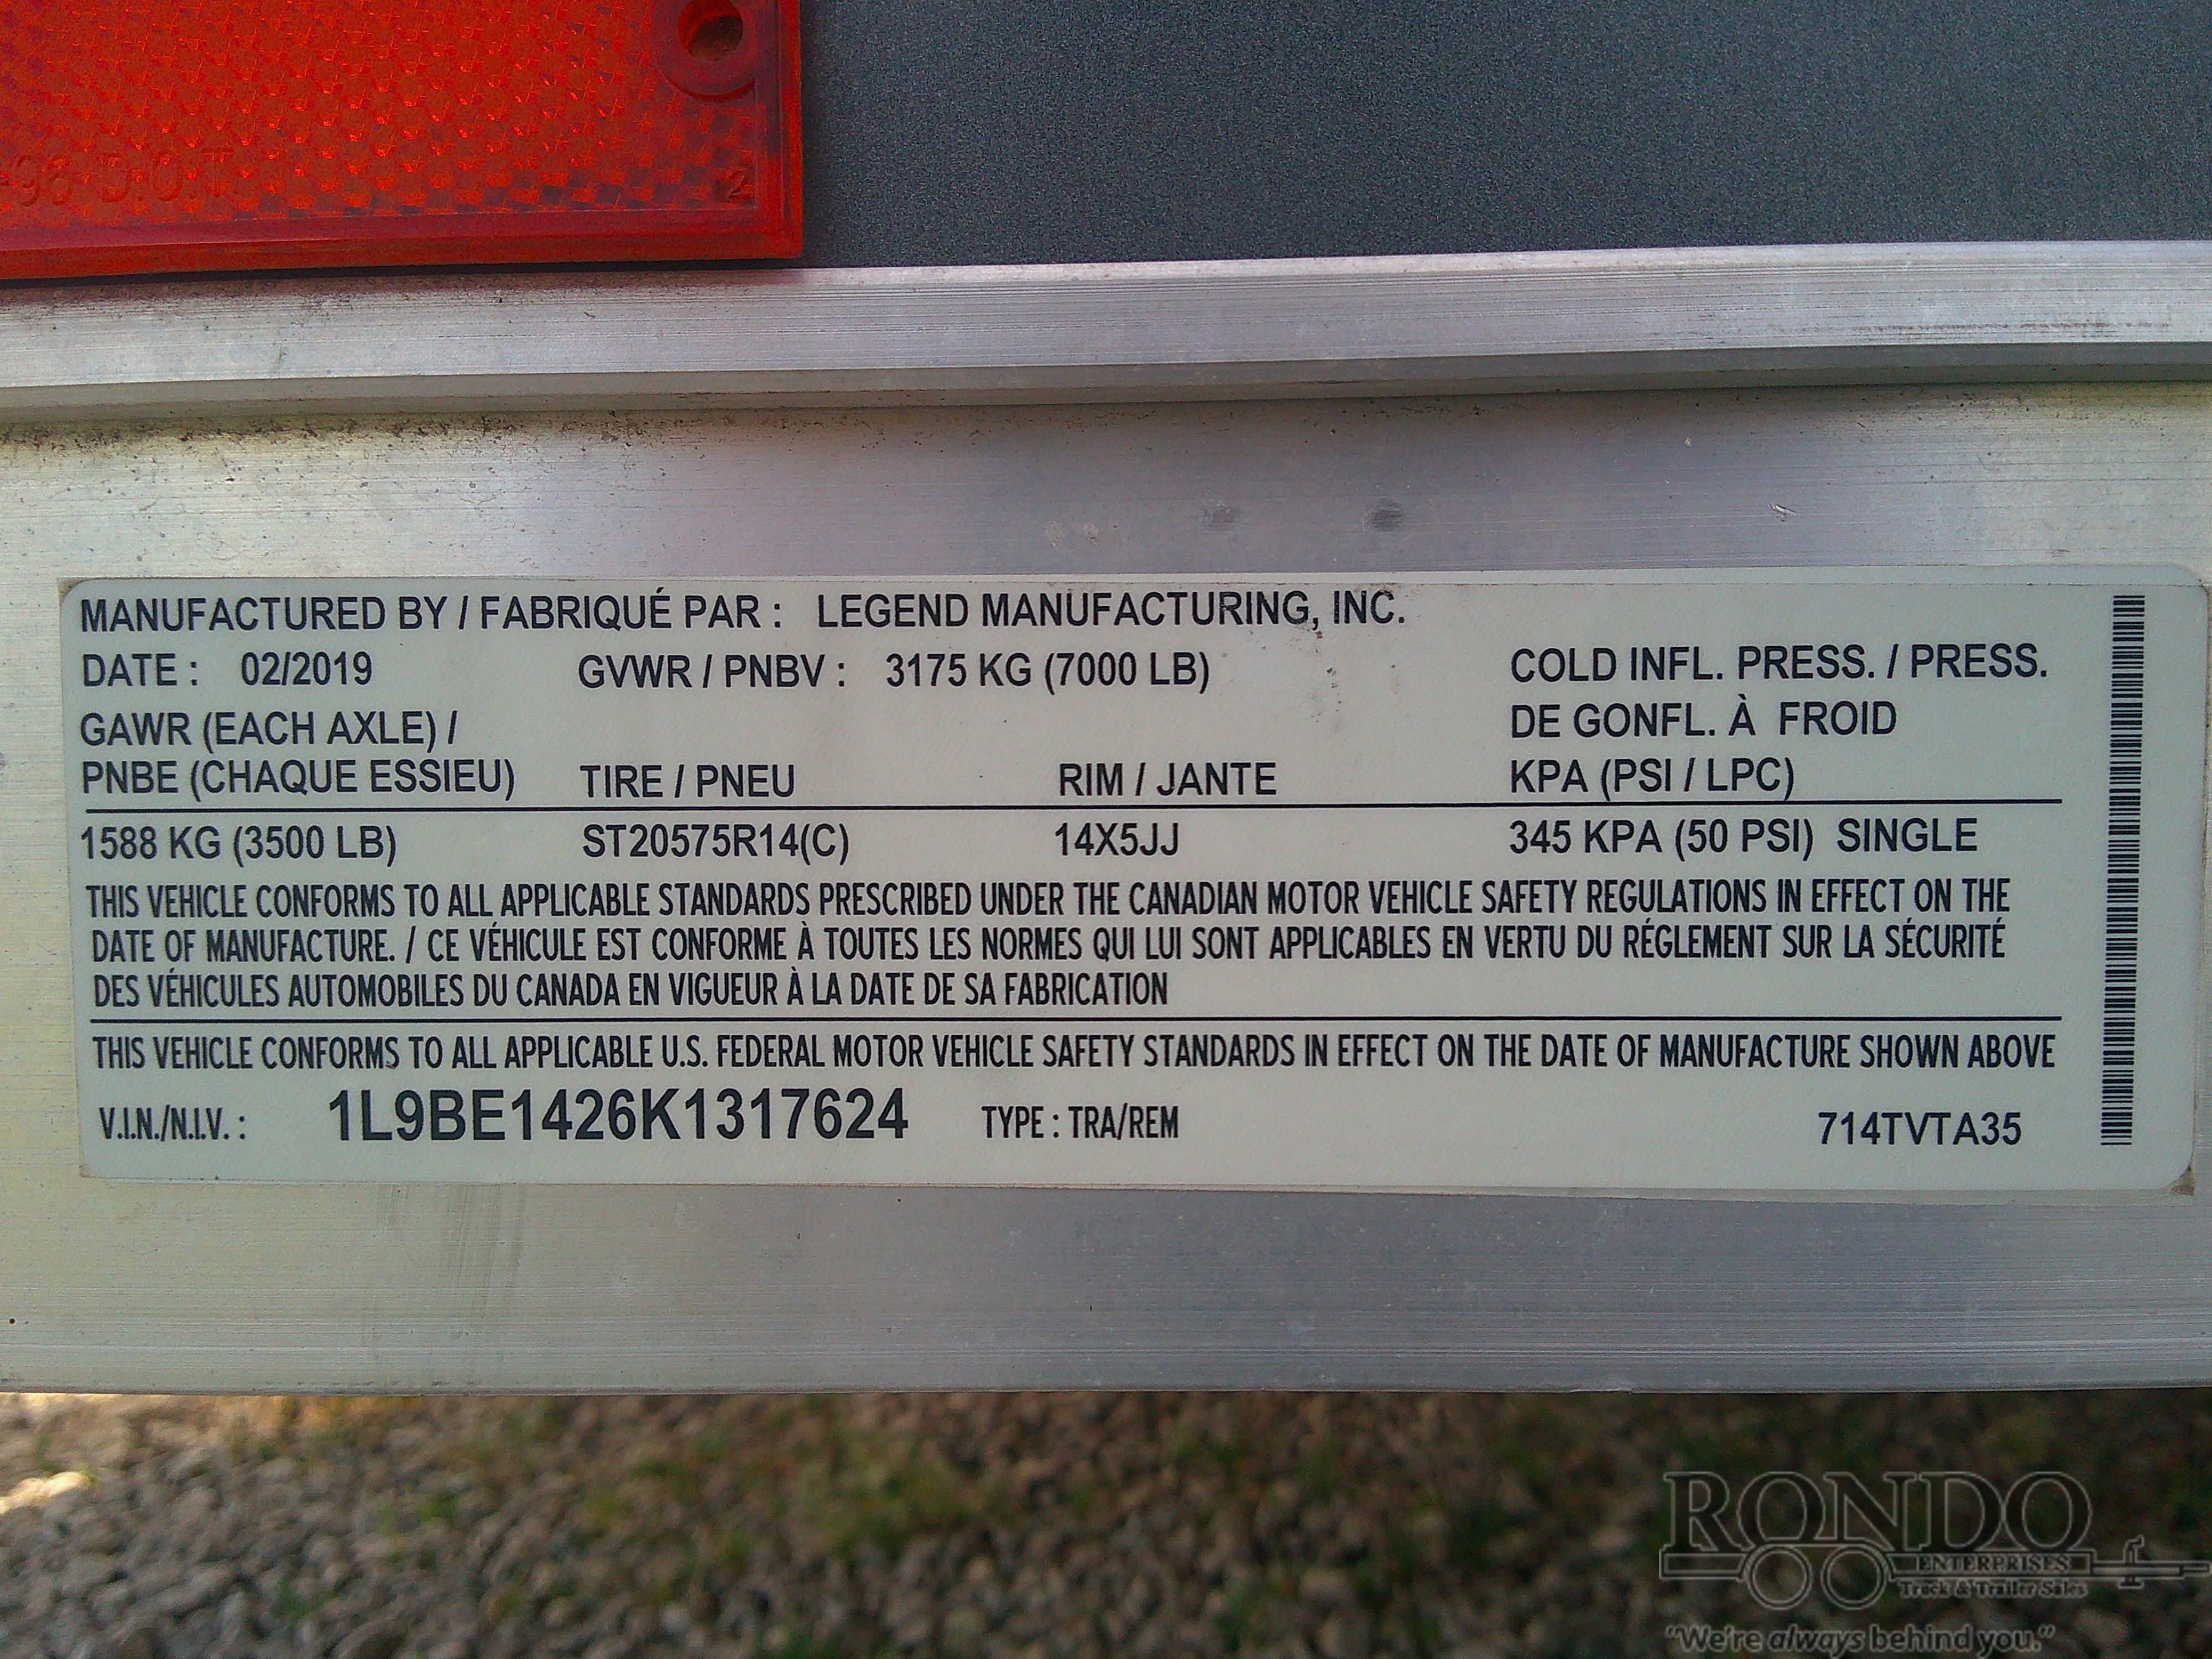 -96 D.O.T.
2
MANUFACTURED BY / FABRIQUÉ PAR : LEGEND MANUFACTURING, INC.
DATE : 02/2019 GVWR / PNBV : 3175 KG (7000 LB)
COLD INFL. PRESS. / PRESS.
DE GONFL. À FROID
KPA (PSI / LPC)
GAWR (EACH AXLE) /
PNBE (CHAQUE ESSIEU) TIRE / PNEU RIM / JANTE
1588 KG (3500 LB) ST20575R14(C) 14X5JJ 345 KPA (50 PSI) SINGLE
THIS VEHICLE CONFORMS TO ALL APPLICABLE STANDARDS PRESCRIBED UNDER THE CANADIAN MOTOR VEHICLE SAFETY REGULATIONS IN EFFECT ON THE
DATE OF MANUFACTURE. / CE VÉHICULE EST CONFORME À TOUTES LES NORMES QUI LUI SONT APPLICABLES EN VERTU DU RÉGLEMENT SUR LA SÉCURITÉ
DES VÉHICULES AUTOMOBILES DU CANADA EN VIGUEUR À LA DATE DE SA FABRICATION
THIS VEHICLE CONFORMS TO ALL APPLICABLE U.S. FEDERAL MOTOR VEHICLE SAFETY STANDARDS IN EFFECT ON THE DATE OF MANUFACTURE SHOWN ABOVE
V.I.N./N.I.V. : 1L9BE1426K1317624 TYPE : TRA/REM 714TVTA35
RONDO
ENTERPRISES
Truck & Trailer Sales
"We're always behind you."